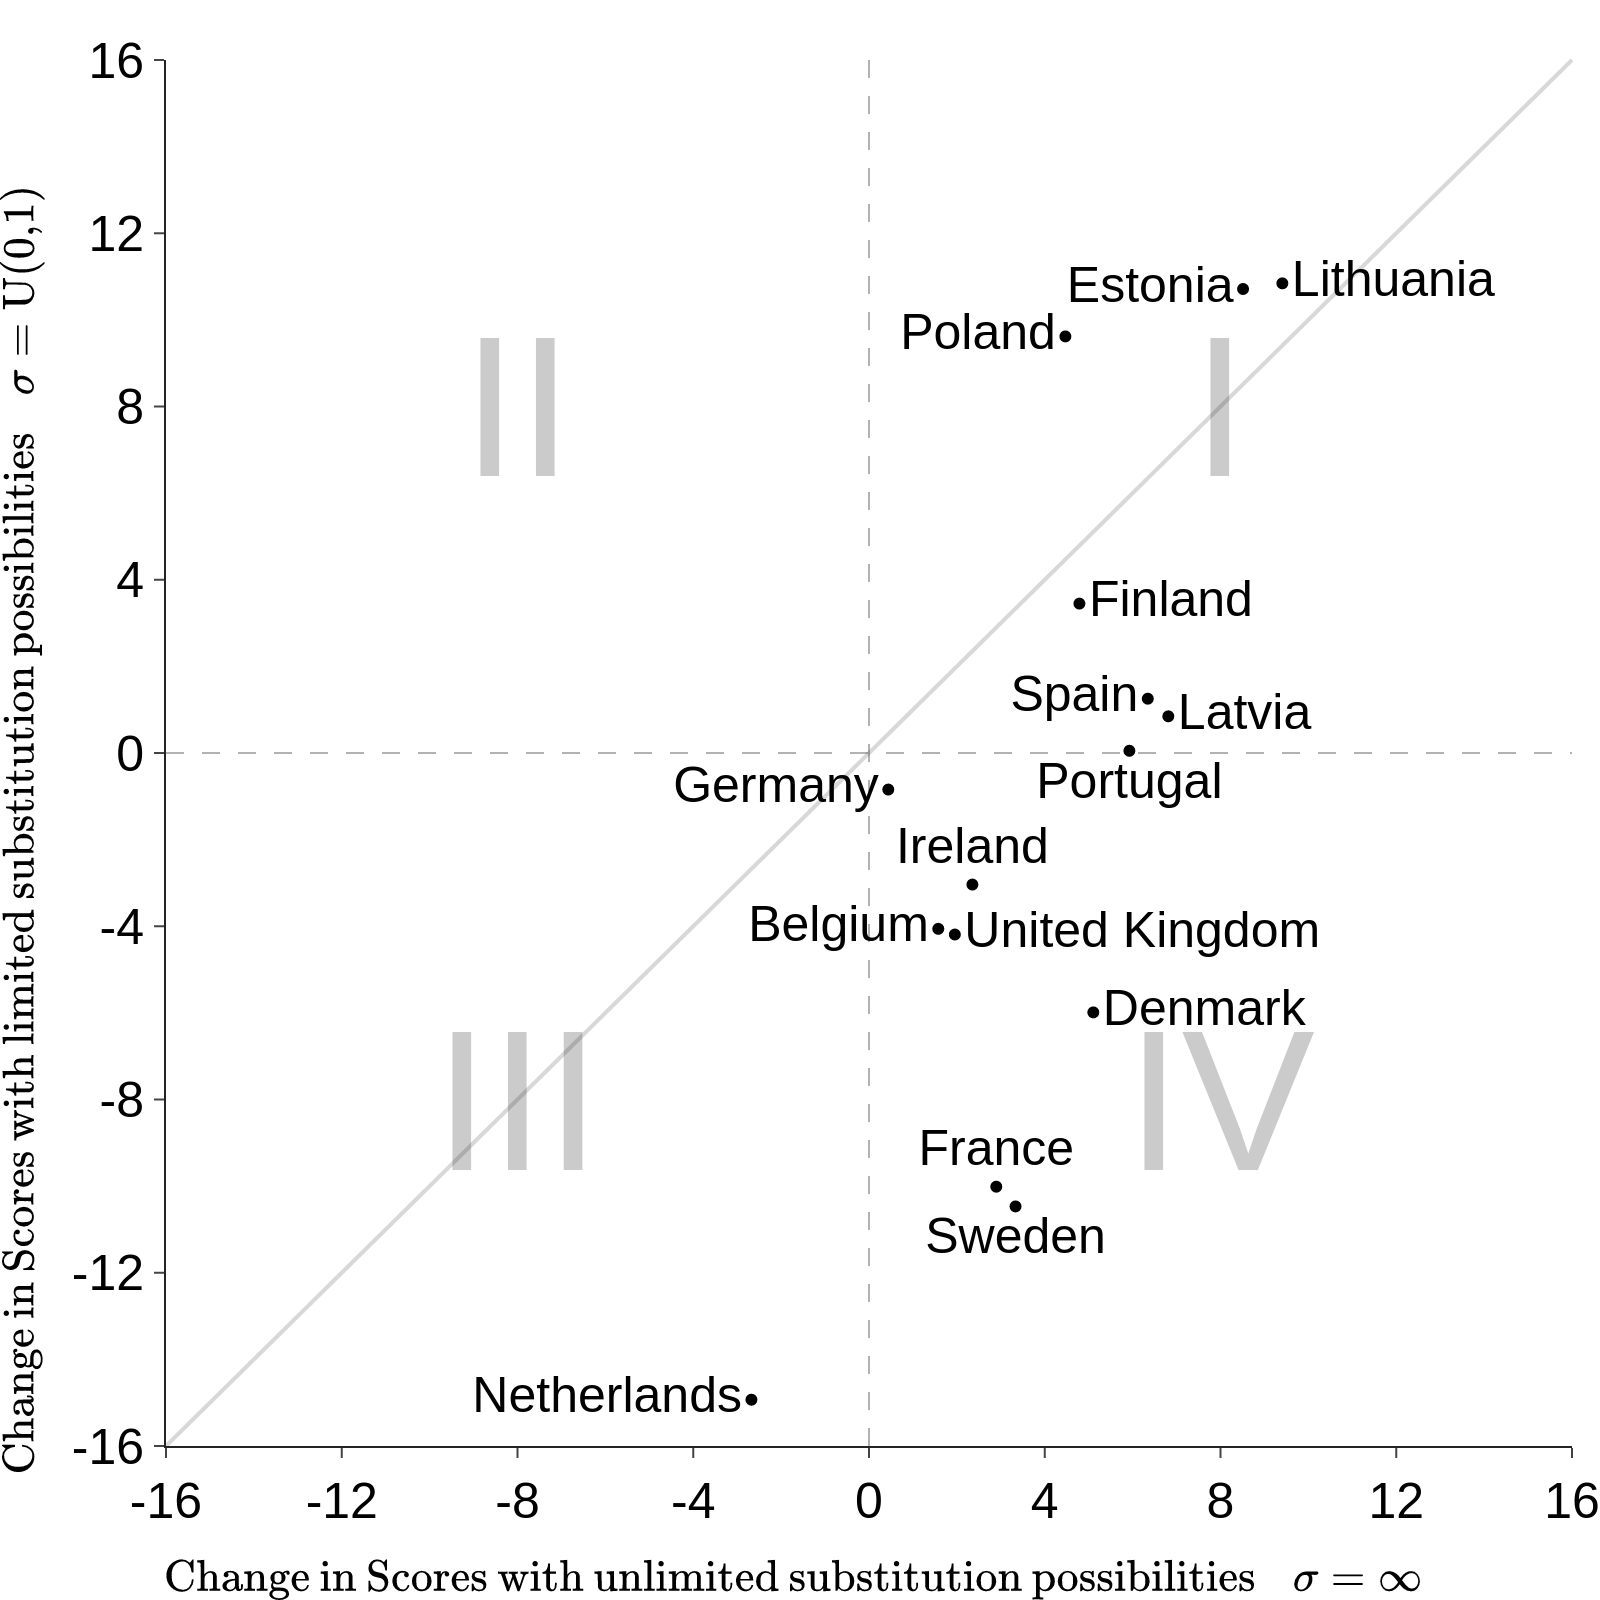 16
12
8
4
0
-4
-8
-12
-16
Change in Scores with limited substitution possibilities σ = U(0,1)
II
I
III
IV
Estonia
Lithuania
Poland
Finland
Spain
Latvia
Portugal
Germany
Ireland
Belgium
United Kingdom
Denmark
France
Sweden
Netherlands
-16 -12 -8 -4 0 4 8 12 16
Change in Scores with unlimited substitution possibilities σ = ∞